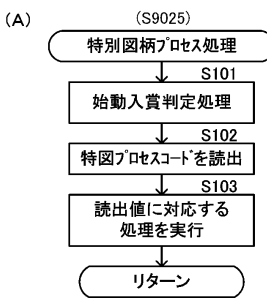 (A)
(S9025)
特別図柄プロセス処理
S101
始動入賞判定処理
S102
特図プロセスコードを読出
S103
読出値に対応する
処理を実行
リターン